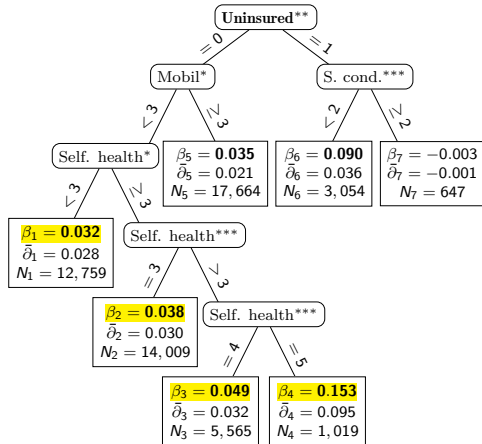 Uninsured**
= 0
= 1
Mobil*
S. cond.***
< 3
≥ 3
< 2
≥ 2
Self. health*
β5 = 0.035
∂̄5 = 0.021
N5 = 17,664
β6 = 0.090
∂̄6 = 0.036
N6 = 3,054
β7 = −0.003
∂̄7 = -0.001
N7 = 647
< 3
≥ 3
β1 = 0.032
∂̄1 = 0.028
N1 = 12,759
Self. health***
= 3
> 3
β2 = 0.038
∂̄2 = 0.030
N2 = 14,009
Self. health***
= 4
= 5
β3 = 0.049
∂̄3 = 0.032
N3 = 5,565
β4 = 0.153
∂̄4 = 0.095
N4 = 1,019